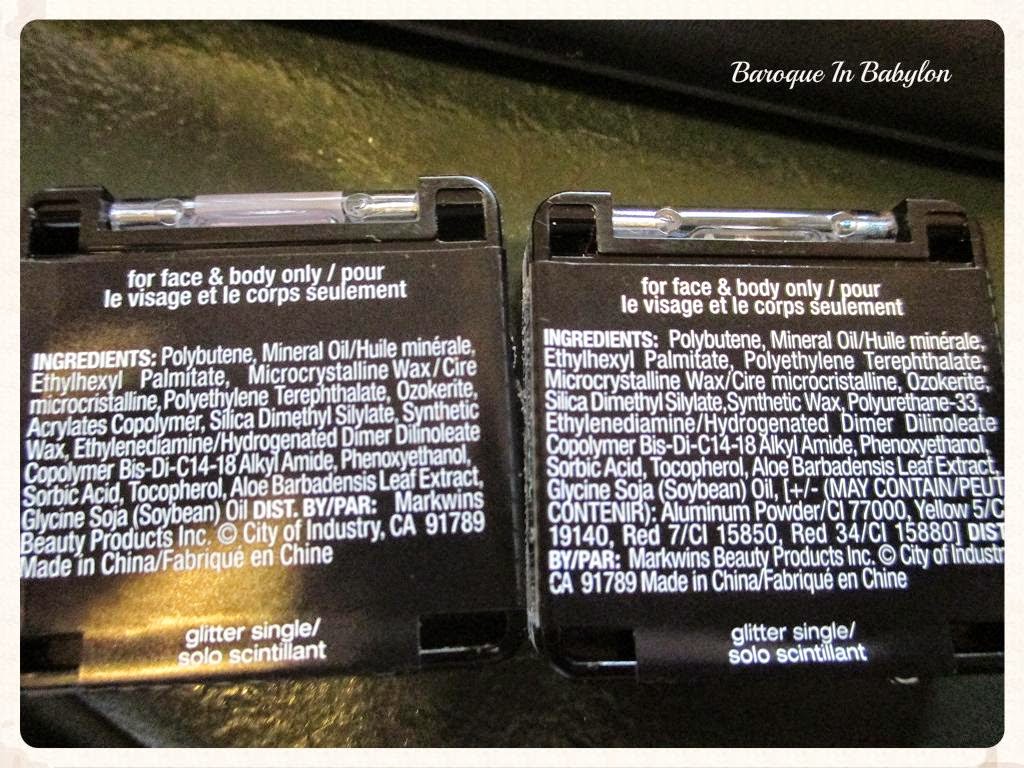 Baroque In Babylon
for face & body only / pour
le visage et le corps seulement
INGREDIENTS: Polybutene, Mineral Oil/Huile minérale,
Ethylhexyl Palmitate, Microcrystalline Wax/Cire
microcristalline, Polyethylene Terephthalate, Ozokerite,
Acrylates Copolymer, Silica Dimethyl Silylate, Synthetic
Wax, Ethylenediamine/Hydrogenated Dimer Dilinoleate
Copolymer Bis-Di-C14-18 Alkyl Amide, Phenoxyethanol,
Sorbic Acid, Tocopherol, Aloe Barbadensis Leaf Extract,
Glycine Soja (Soybean) Oil DIST. BY/PAR: Markwins
Beauty Products Inc. © City of Industry, CA 91789
Made in China/Fabriqué en Chine
glitter single/
solo scintillant
for face & body only / pour
le visage et le corps seulement
INGREDIENTS: Polybutene, Mineral Oil/Huile minérale,
Ethylhexyl Palmitate, Polyethylene Terephthalate,
Microcrystalline Wax/Cire microcristalline, Ozokerite,
Silica Dimethyl Silylate, Synthetic Wax, Polyurethane-33,
Ethylenediamine/Hydrogenated Dimer Dilinoleate
Copolymer Bis-Di-C14-18 Alkyl Amide, Phenoxyethanol,
Sorbic Acid, Tocopherol, Aloe Barbadensis Leaf Extract,
Glycine Soja (Soybean) Oil, [+/- (MAY CONTAIN/PEUT
CONTENIR): Aluminum Powder/CI 77000, Yellow 5/C
19140, Red 7/CI 15850, Red 34/CI 15880] DIST
BY/PAR: Markwins Beauty Products Inc. © City of Industr
CA 91789 Made in China/Fabriqué en Chine
glitter single/
solo scintillant